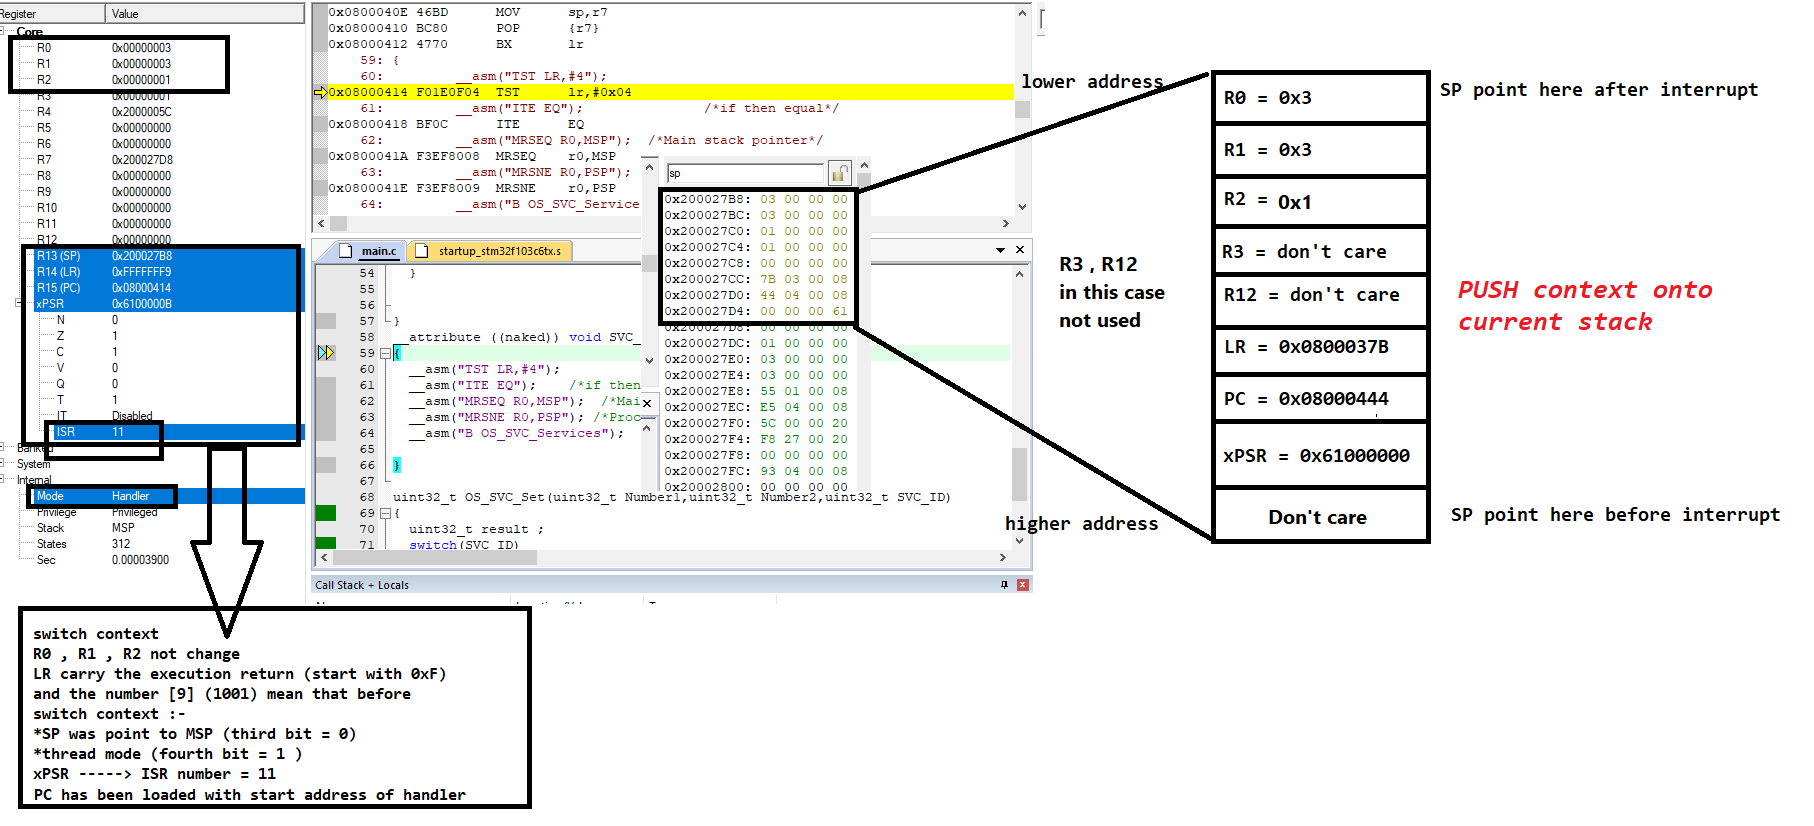 Register Value
Core
R0 0x00000003
R1 0x00000003
R2 0x00000001
R3 0x00000001
R4 0x2000005C
R5 0x00000000
R6 0x00000000
R7 0x200027D8
R8 0x00000000
R9 0x00000000
R10 0x00000000
R11 0x00000000
R12 0x00000000
R13 (SP) 0x200027B8
R14 (LR) 0xFFFFFFF9
R15 (PC) 0x08000414
xPSR 0x6100000B
N 0
Z 1
C 1
V 0
Q 0
T 1
IT Disabled
ISR 11
Banked
System
Internal
Mode Handler
Privilege Privileged
Stack MSP
States 312
Sec 0.00003900
0x0800040E 46BD MOV sp,r7
0x08000410 BC80 POP {r7}
0x08000412 4770 BX lr
59: {
60: __asm("TST LR,#4");
0x08000414 F01E0F04 TST lr,#0x04
61: __asm("ITE EQ"); /*if then equal*/
0x08000418 BF0C ITE EQ
62: __asm("MRSEQ R0,MSP"); /*Main stack pointer*/
0x0800041A F3EF8008 MRSEQ r0,MSP
63: __asm("MRSNE R0,PSP");
0x0800041E F3EF8009 MRSNE r0,PSP
64: __asm("B OS_SVC_Service
main.c startup_stm32f103c6tx.s
54 }
55
56
57 }
58 __attribute ((naked)) void SVC_
59 {
60 __asm("TST LR,#4");
61 __asm("ITE EQ"); /*if then
62 __asm("MRSEQ R0,MSP"); /*Mai
63 __asm("MRSNE R0,PSP"); /*Proc
64 __asm("B OS_SVC_Services");
65
66 }
67
68 uint32_t OS_SVC_Set(uint32_t Number1,uint32_t Number2,uint32_t SVC_ID)
69 {
70 uint32_t result ;
71 switch(SVC ID)
Call Stack + Locals
sp
0x200027B8: 03 00 00 00
0x200027BC: 03 00 00 00
0x200027C0: 01 00 00 00
0x200027C4: 01 00 00 00
0x200027C8: 00 00 00 00
0x200027CC: 7B 03 00 08
0x200027D0: 44 04 00 08
0x200027D4: 00 00 00 61
0x200027D8: 00 00 00 00
0x200027DC: 01 00 00 00
0x200027E0: 03 00 00 00
0x200027E4: 03 00 00 00
0x200027E8: 55 01 00 08
0x200027EC: E5 04 00 08
0x200027F0: 5C 00 00 20
0x200027F4: F8 27 00 20
0x200027F8: 00 00 00 00
0x200027FC: 93 04 00 08
0x20002800: 00 00 00 00
lower address
higher address
R3 , R12
in this case
not used
R0 = 0x3
R1 = 0x3
R2 = 0x1
R3 = don't care
R12 = don't care
LR = 0x0800037B
PC = 0x08000444
xPSR = 0x61000000
Don't care
SP point here after interrupt
PUSH context onto
current stack
SP point here before interrupt
switch context
R0 , R1 , R2 not change
LR carry the execution return (start with 0xF)
and the number [9] (1001) mean that before
switch context :-
*SP was point to MSP (third bit = 0)
*thread mode (fourth bit = 1 )
xPSR -----> ISR number = 11
PC has been loaded with start address of handler